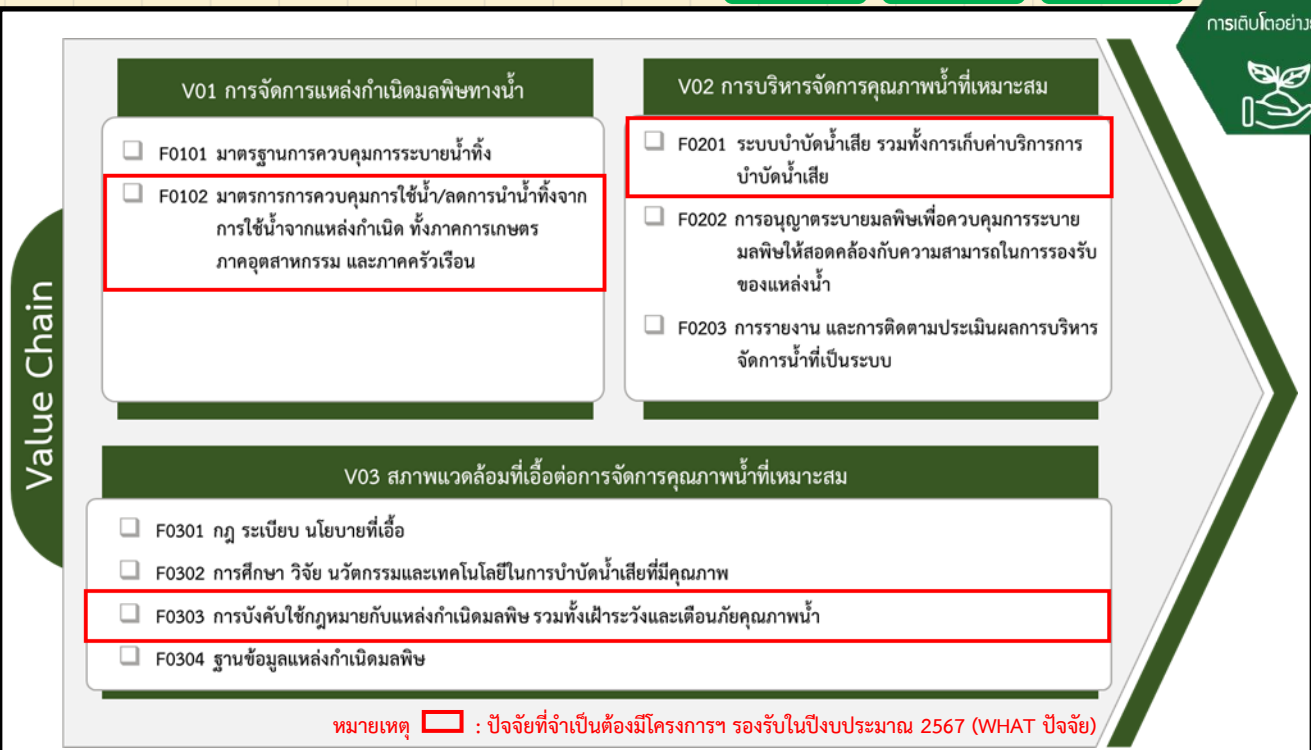 การเติบโตอย่าง
Value Chain
V01 การจัดการแหล่งกำเนิดมลพิษทางน้ำ
F0101 มาตรฐานการควบคุมการระบายน้ำทิ้ง
F0102 มาตรการการควบคุมการใช้น้ำ/ลดการนำน้ำทิ้งจาก
การใช้น้ำจากแหล่งกำเนิด ทั้งภาคการเกษตร
ภาคอุตสาหกรรม และภาคครัวเรือน
V02 การบริหารจัดการคุณภาพน้ำที่เหมาะสม
F0201 ระบบบำบัดน้ำเสีย รวมทั้งการเก็บค่าบริการการ
บำบัดน้ำเสีย
F0202 การอนุญาตระบายมลพิษเพื่อควบคุมการระบาย
มลพิษให้สอดคล้องกับความสามารถในการรองรับ
ของแหล่งน้ำ
F0203 การรายงาน และการติดตามประเมินผลการบริหาร
จัดการน้ำที่เป็นระบบ
V03 สภาพแวดล้อมที่เอื้อต่อการจัดการคุณภาพน้ำที่เหมาะสม
F0301 กฎ ระเบียบ นโยบายที่เอื้อ
F0302 การศึกษา วิจัย นวัตกรรมและเทคโนโลยีในการบำบัดน้ำเสียที่มีคุณภาพ
F0303 การบังคับใช้กฎหมายกับแหล่งกำเนิดมลพิษ รวมทั้งเฝ้าระวังและเตือนภัยคุณภาพน้ำ
F0304 ฐานข้อมูลแหล่งกำเนิดมลพิษ
หมายเหตุ : ปัจจัยที่จำเป็นต้องมีโครงการฯ รองรับในปีงบประมาณ 2567 (WHAT ปัจจัย)